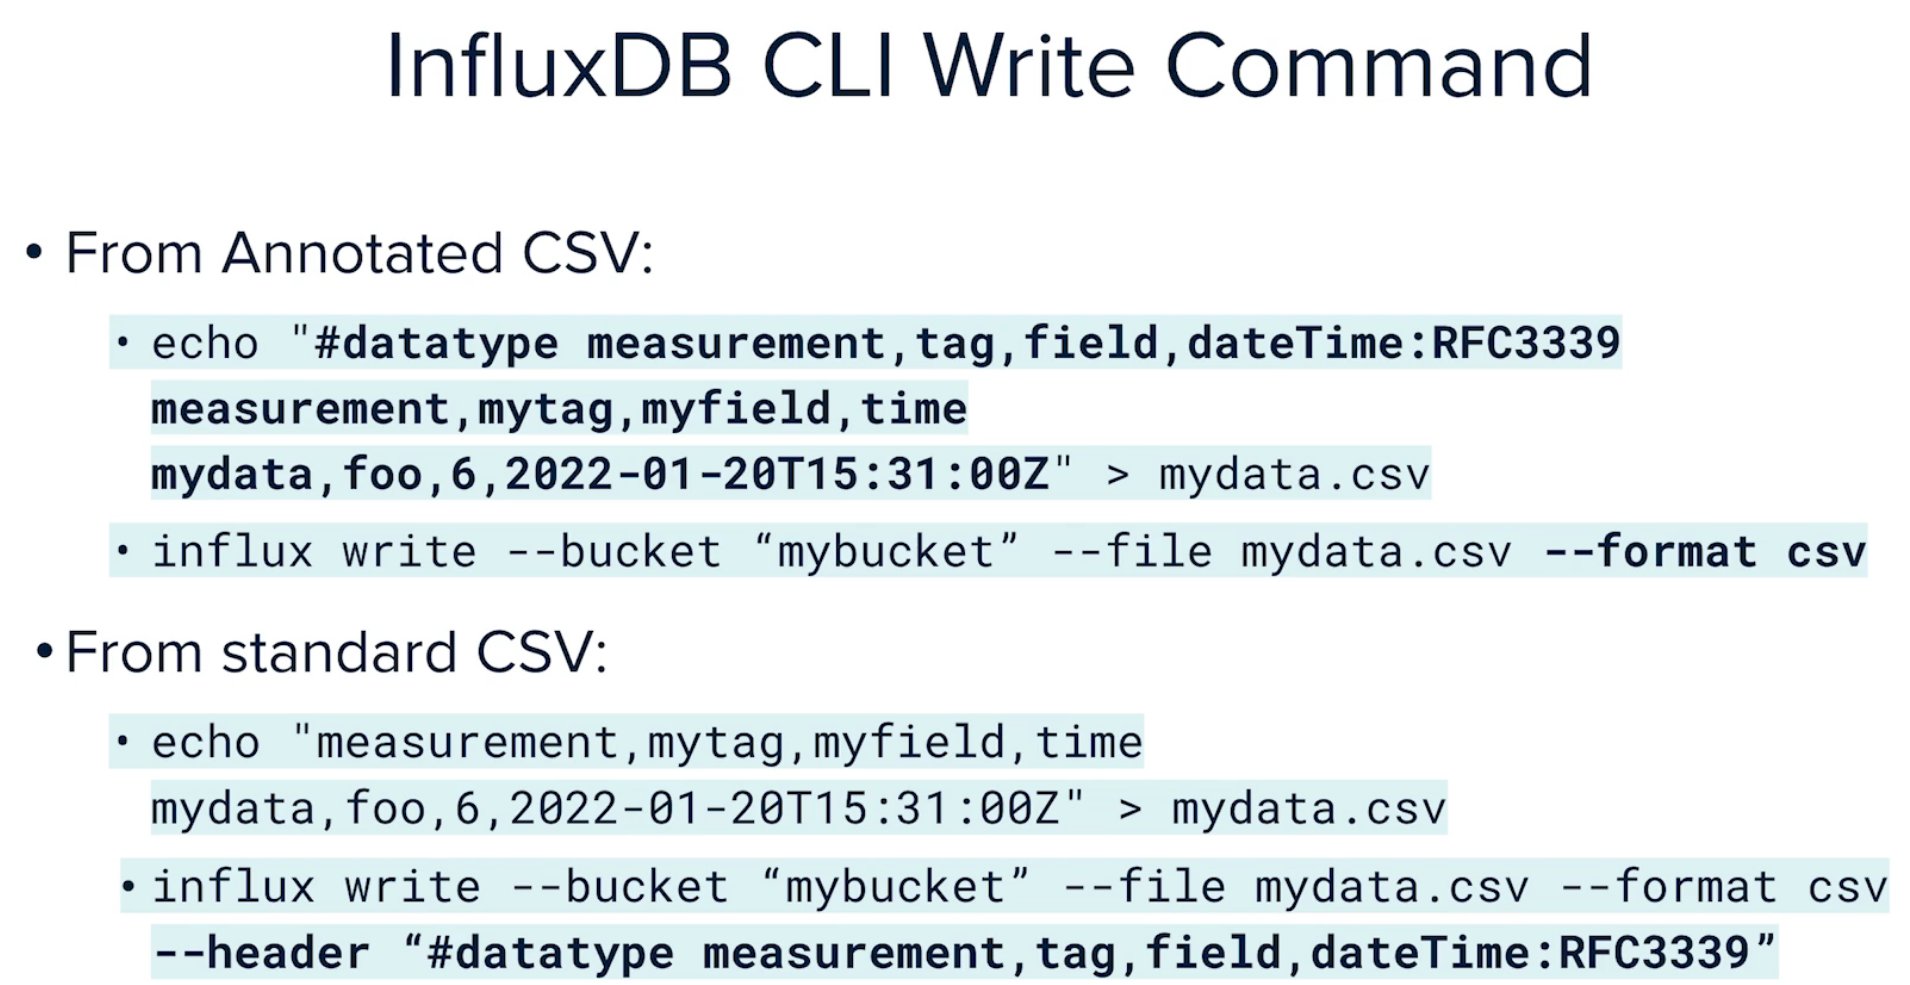 InfluxDB CLI Write Command
• From Annotated CSV:
• echo "#datatype measurement,tag,field,dateTime:RFC3339
measurement,mytag,myfield,time
mydata,foo,6,2022-01-20T15:31:00Z" > mydata.csv
• influx write --bucket “mybucket” --file mydata.csv --format csv
• From standard CSV:
• echo "measurement,mytag,myfield,time
mydata,foo,6,2022-01-20T15:31:00Z" > mydata.csv
• influx write --bucket “mybucket” --file mydata.csv --format csv
--header “#datatype measurement,tag,field,dateTime:RFC3339”